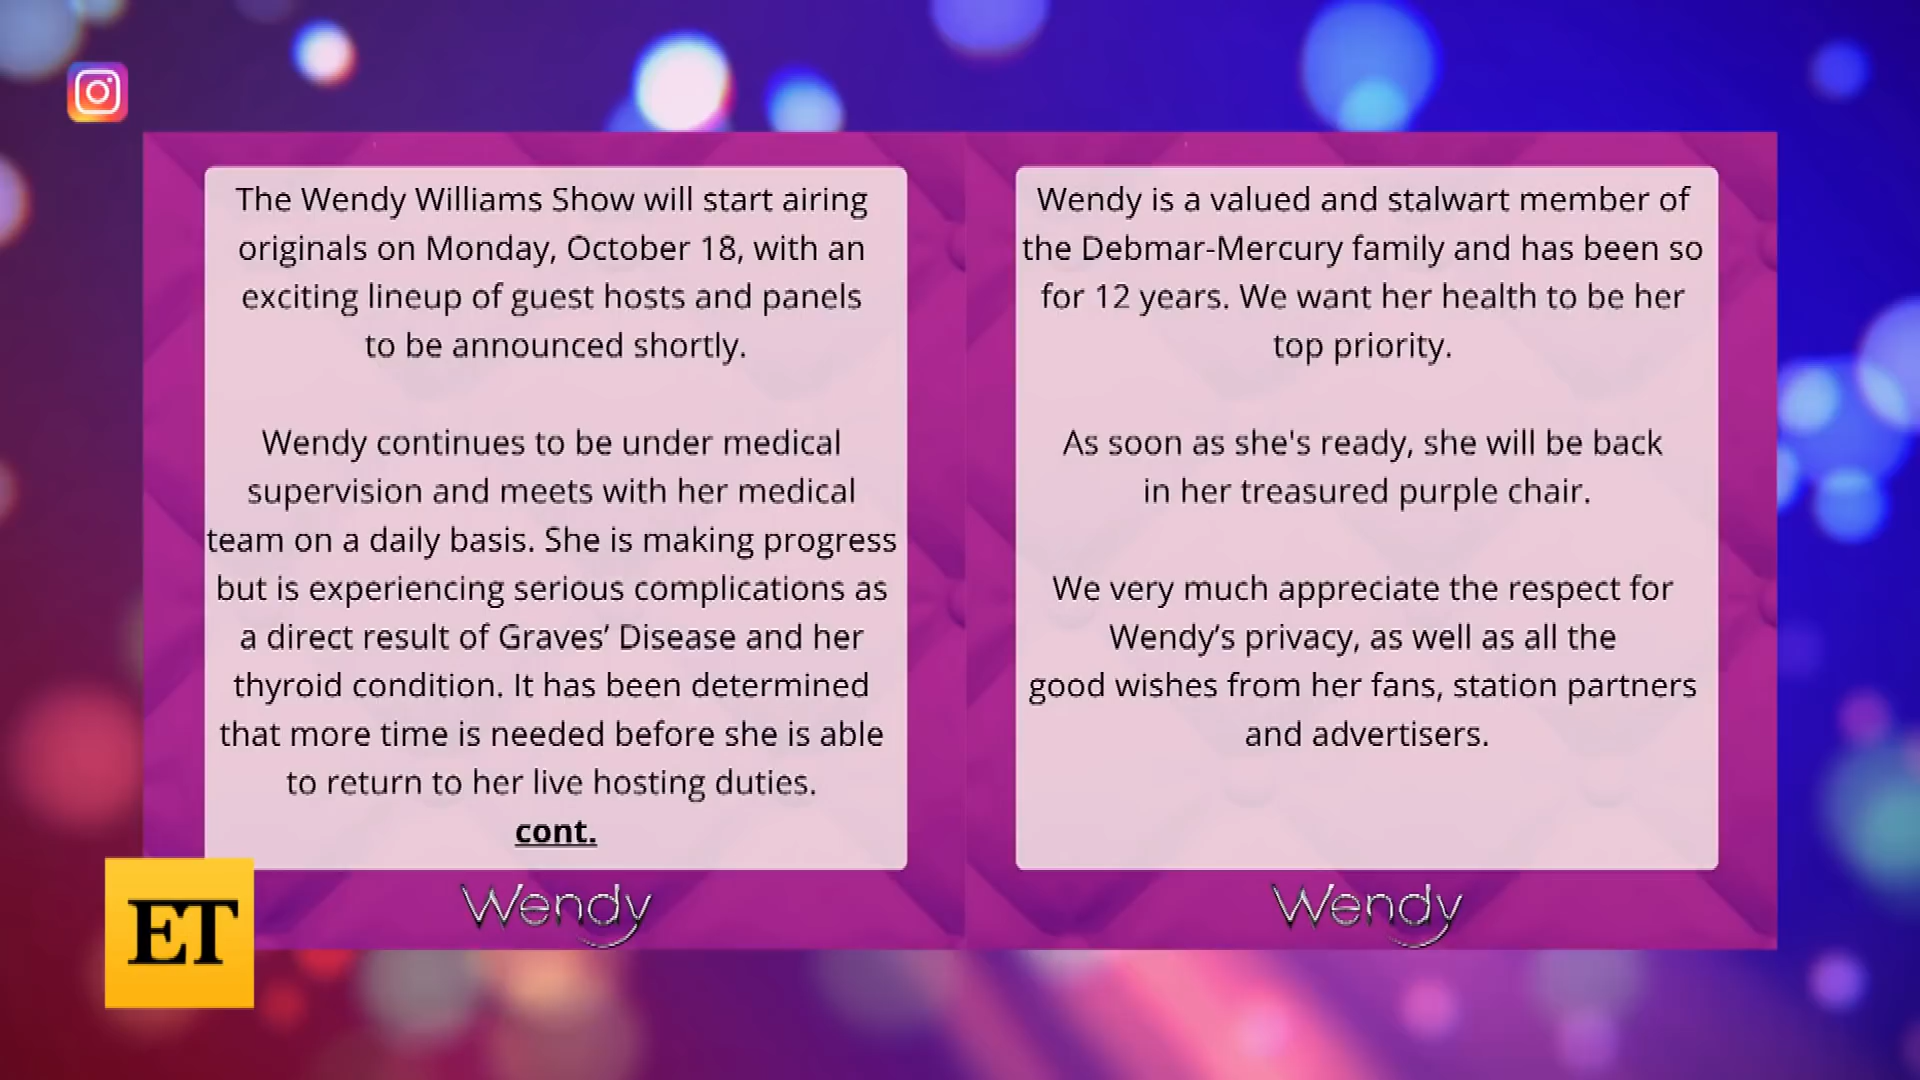 The Wendy Williams Show will start airing
originals on Monday, October 18, with an
exciting lineup of guest hosts and panels
to be announced shortly.
Wendy continues to be under medical
supervision and meets with her medical
team on a daily basis. She is making progress
but is experiencing serious complications as
a direct result of Graves’ Disease and her
thyroid condition. It has been determined
that more time is needed before she is able
to return to her live hosting duties.
cont.
Wendy
Wendy is a valued and stalwart member of
the Debmar-Mercury family and has been so
for 12 years. We want her health to be her
top priority.
As soon as she's ready, she will be back
in her treasured purple chair.
We very much appreciate the respect for
Wendy’s privacy, as well as all the
good wishes from her fans, station partners
and advertisers.
Wendy
ET